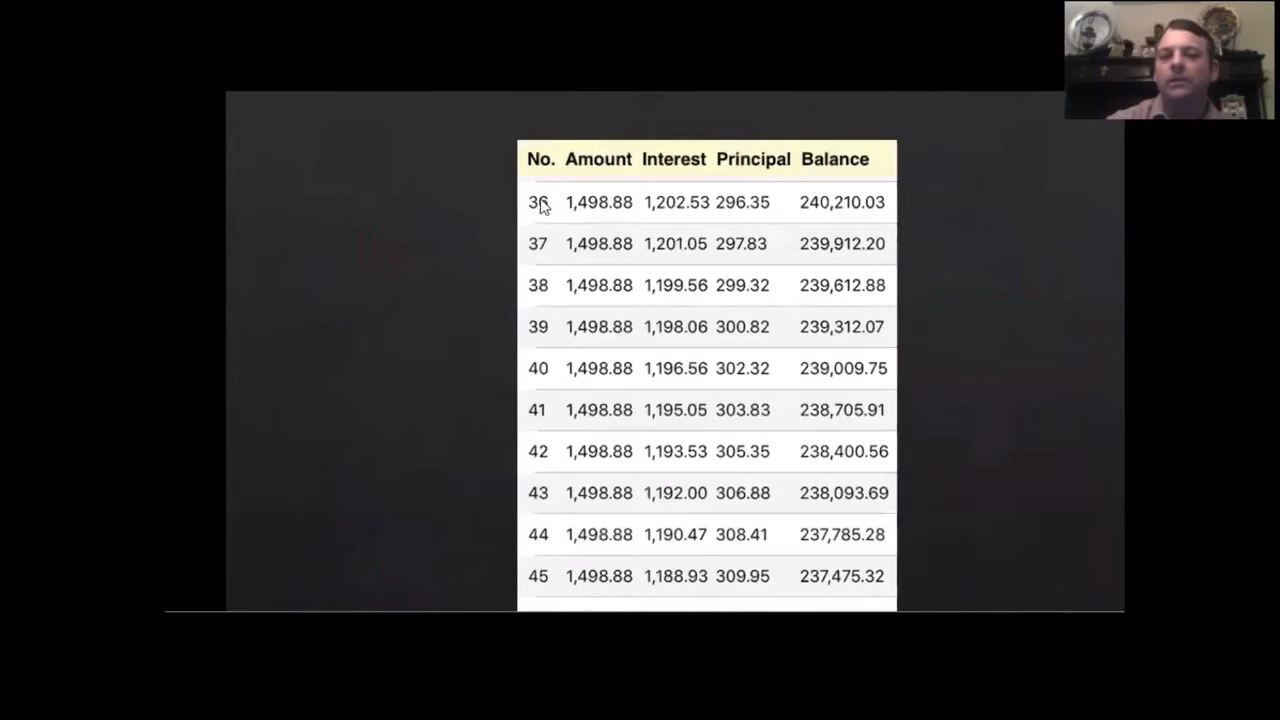 No. Amount Interest Principal Balance
36 1,498.88 1,202.53 296.35 240,210.03
37 1,498.88 1,201.05 297.83 239,912.20
38 1,498.88 1,199.56 299.32 239,612.88
39 1,498.88 1,198.06 300.82 239,312.07
40 1,498.88 1,196.56 302.32 239,009.75
41 1,498.88 1,195.05 303.83 238,705.91
42 1,498.88 1,193.53 305.35 238,400.56
43 1,498.88 1,192.00 306.88 238,093.69
44 1,498.88 1,190.47 308.41 237,785.28
45 1,498.88 1,188.93 309.95 237,475.32